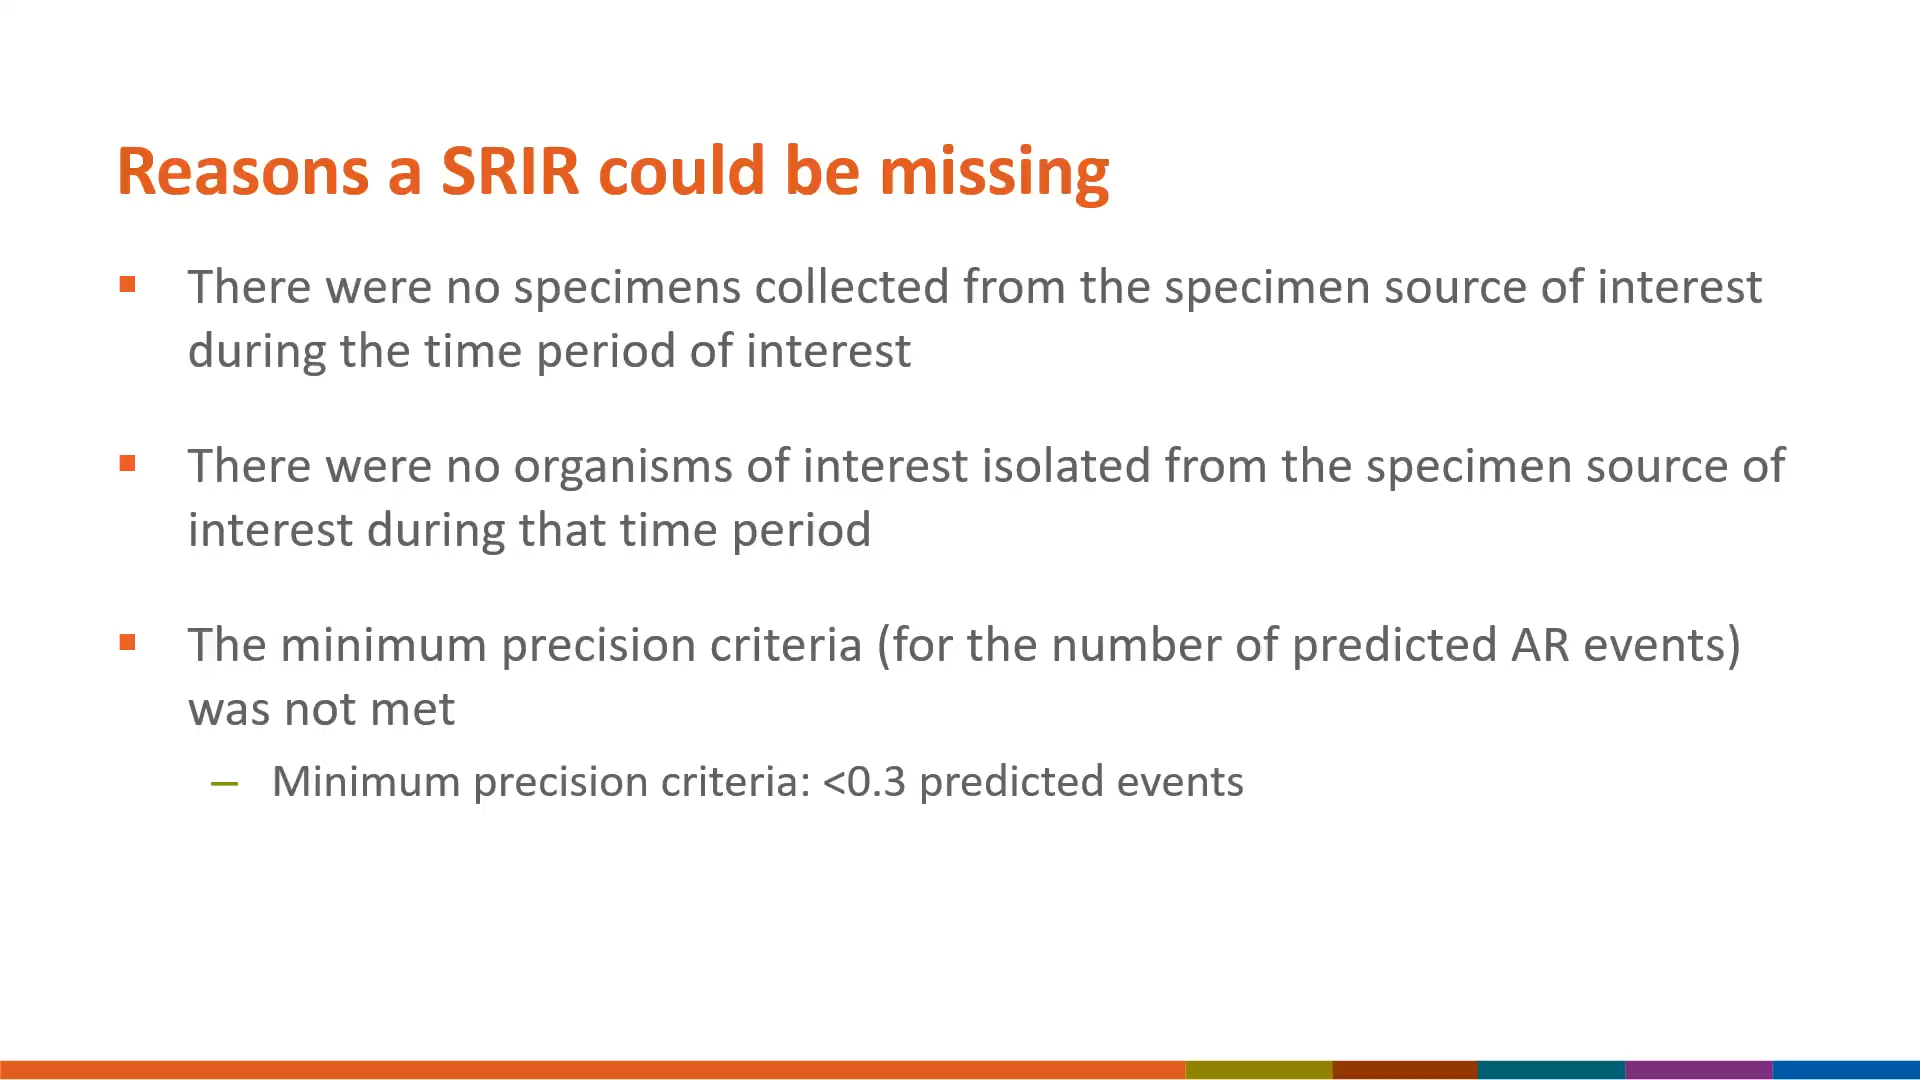 Reasons a SRIR could be missing
There were no specimens collected from the specimen source of interest
during the time period of interest
There were no organisms of interest isolated from the specimen source of
interest during that time period
The minimum precision criteria (for the number of predicted AR events)
was not met
– Minimum precision criteria: <0.3 predicted events